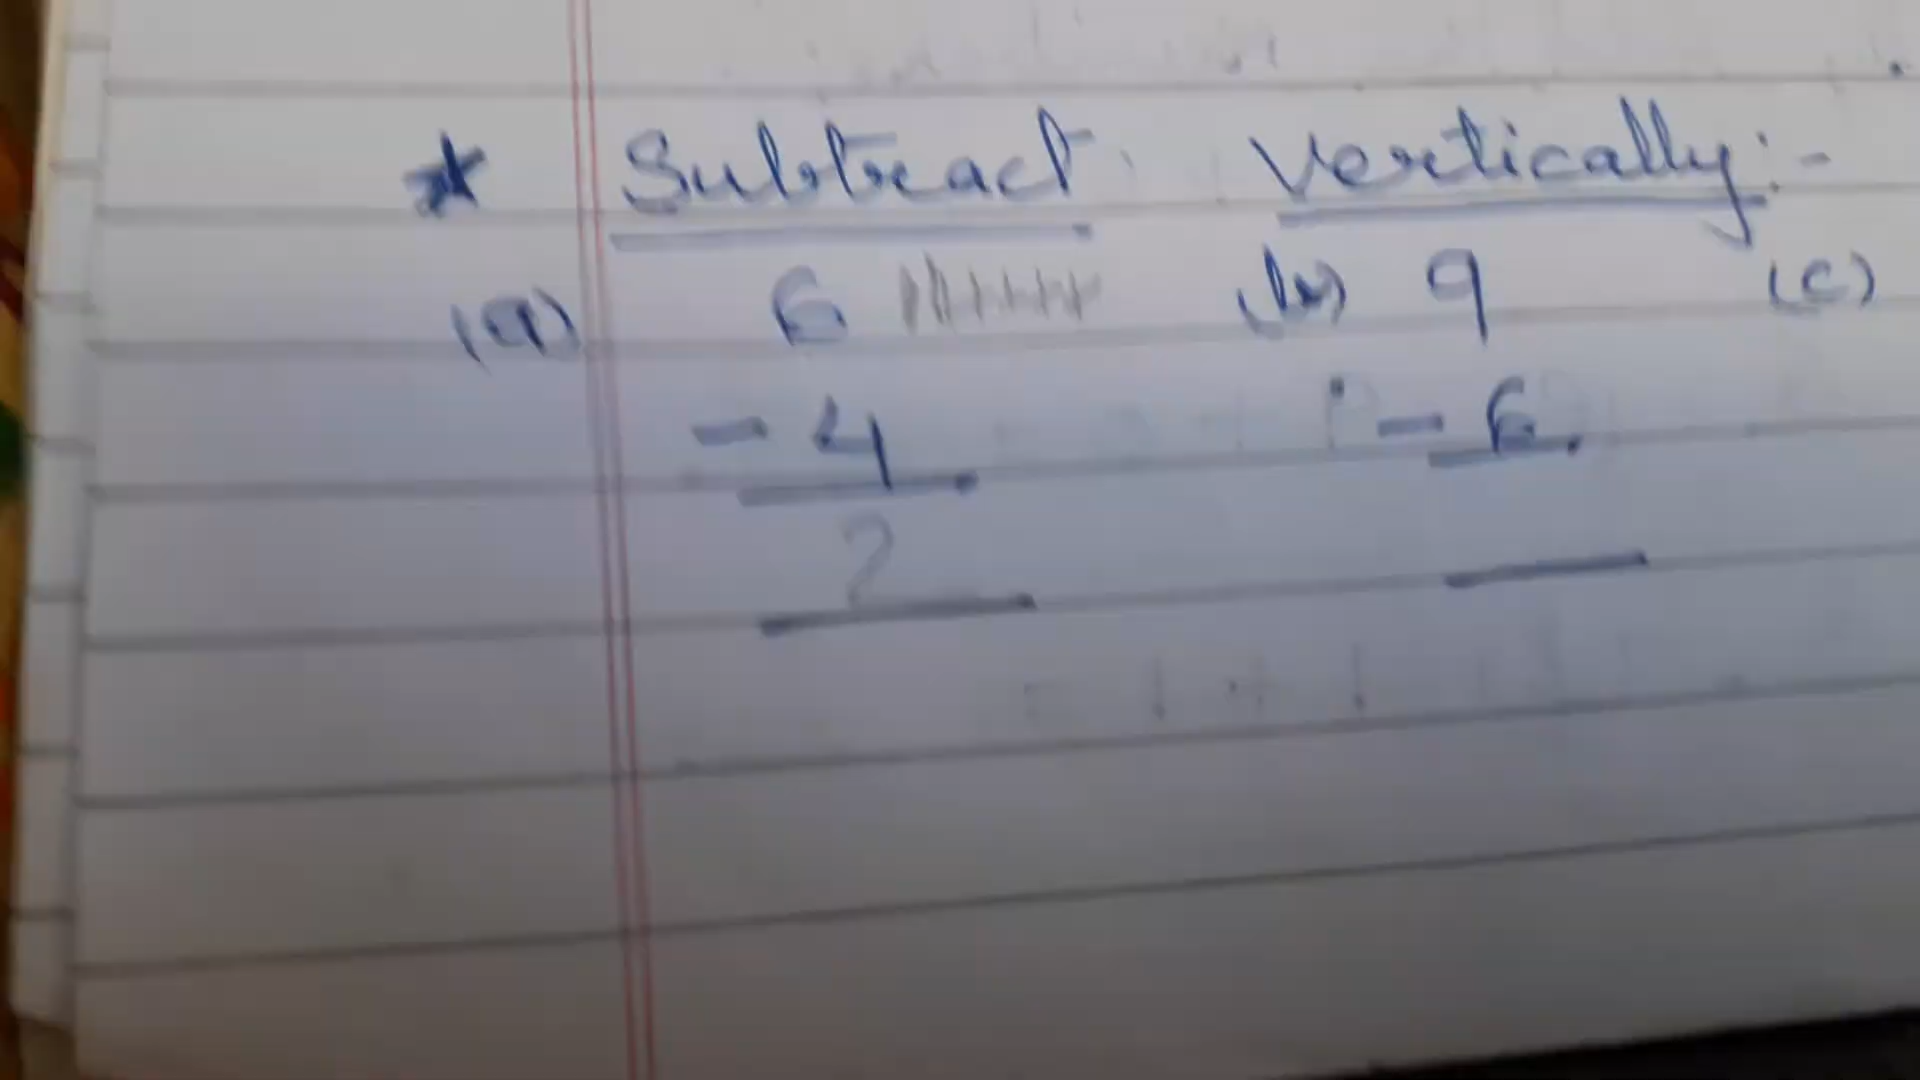 * Subtract Vertically:-
(a) 6 (b) 9 (c)
- 4 - 6
2